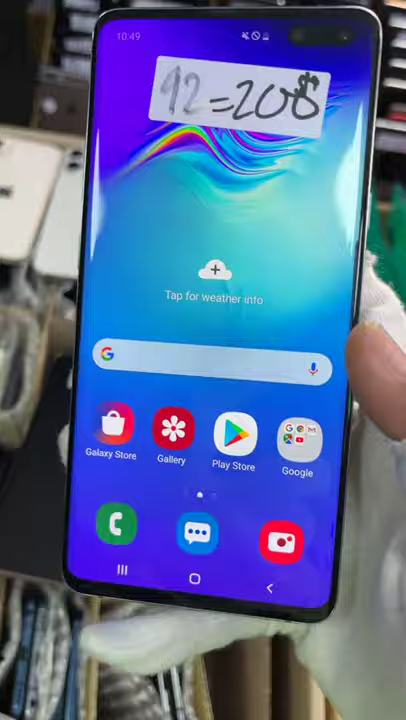 10:49
92=208
Tap for weather info
G
Galaxy Store
Gallery
Play Store
Google